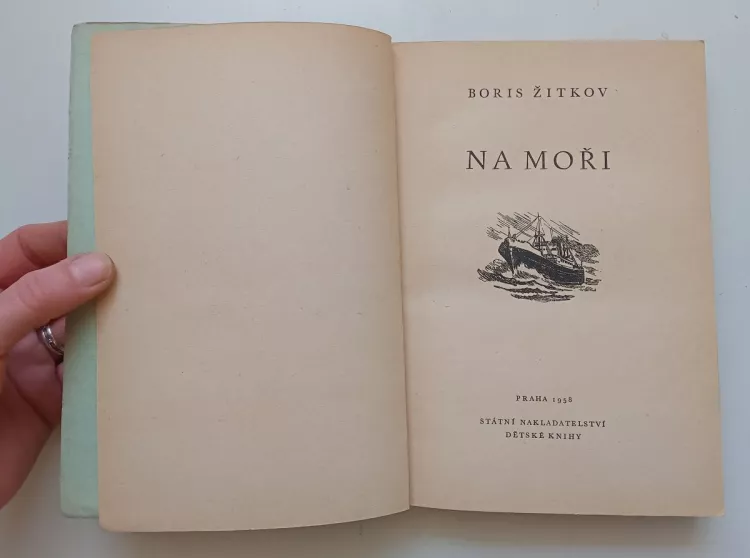 BORIS ŽITKOV
NA MOŘI
PRAHA 1958
STÁTNÍ NAKLADATELSTVÍ
DĚTSKÉ KNIHY